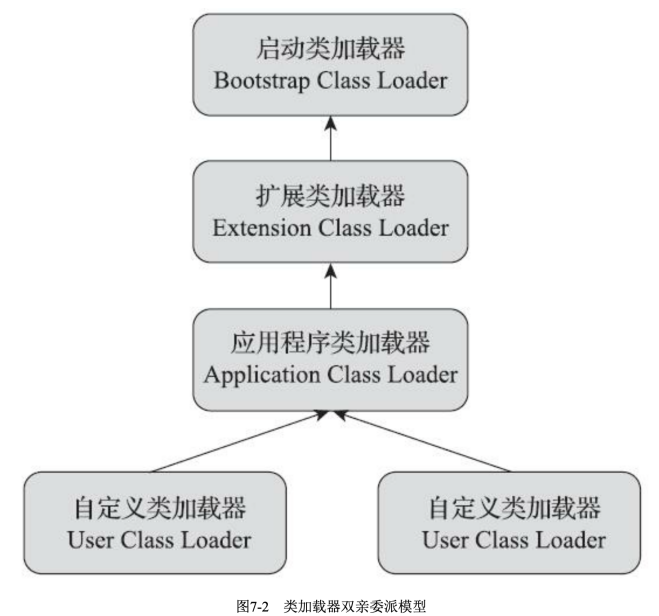 启动类加载器
Bootstrap Class Loader
扩展类加载器
Extension Class Loader
应用程序类加载器
Application Class Loader
自定义类加载器
User Class Loader
自定义类加载器
User Class Loader
图7-2 类加载器双亲委派模型